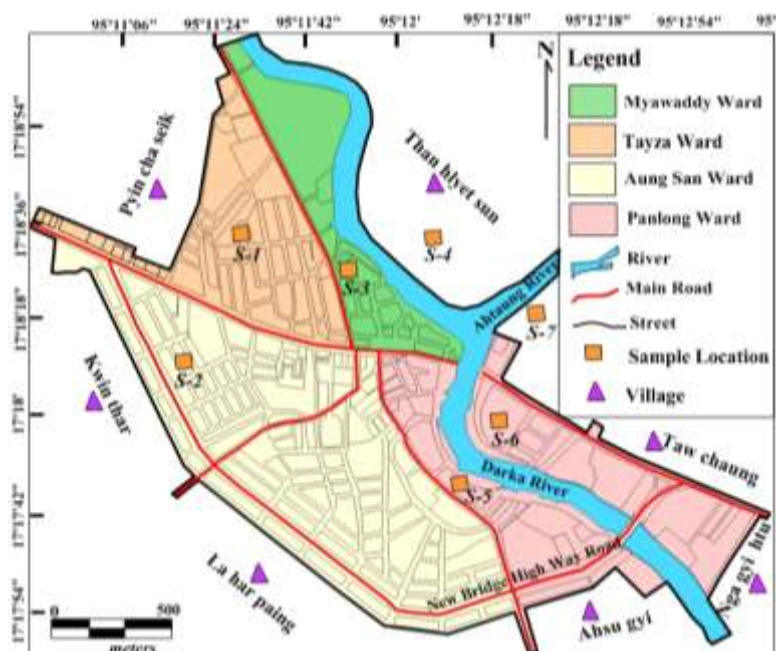 95°11'06"
95°11'24"
95°11'42"
95°12'
95°12'18"
95°12'18"
95°12'54"
17°18'54"
17°18'36"
17°18'18"
17°18'
17°17'42"
17°17'54"
Z
Pyin cha seik
Than hlyet sun
S-1
S-4
S-3
Ahtaung River
S-7
S-2
Kwin thar
S-6
Taw chaung
Darka River
S-5
La har paing
New Bridge High Way Road
Ahsu gyi
Nga gyi htu
0 500
meters
Legend
Myawaddy Ward
Tayza Ward
Aung San Ward
Panlong Ward
River
Main Road
Street
Sample Location
Village